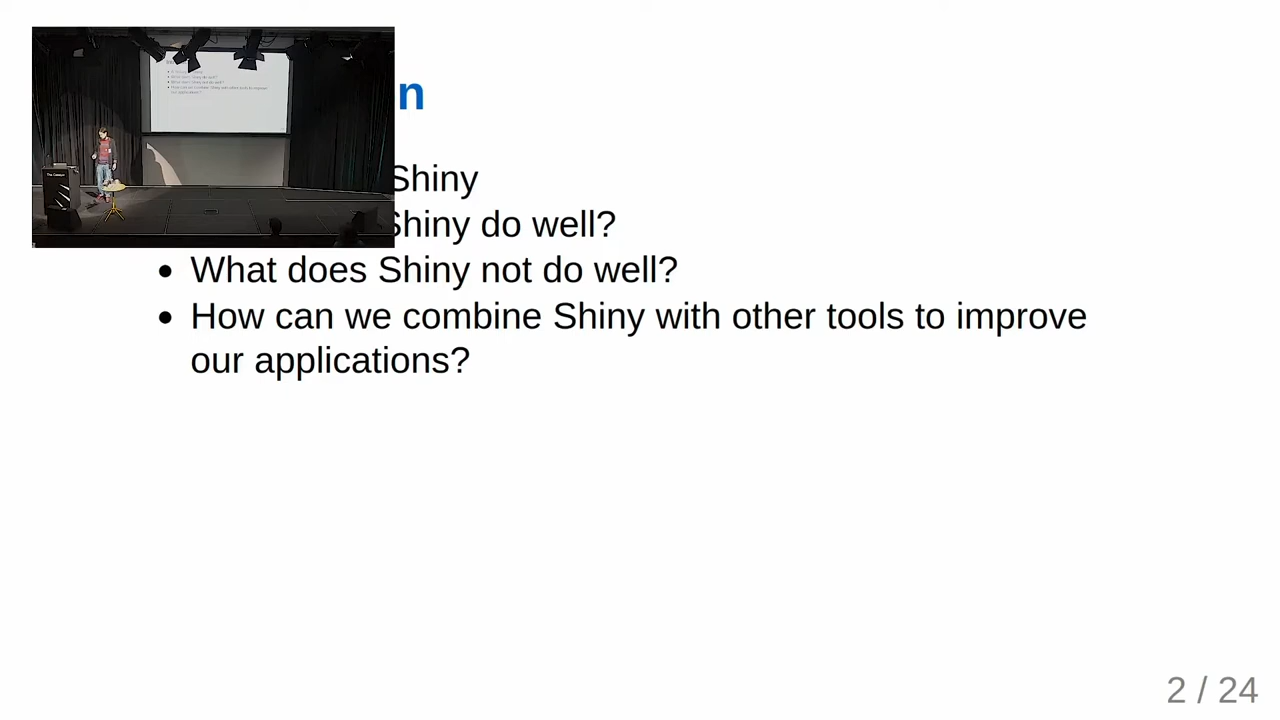 n
Shiny
Shiny do well?
• What does Shiny not do well?
• How can we combine Shiny with other tools to improve
our applications?
2 / 24